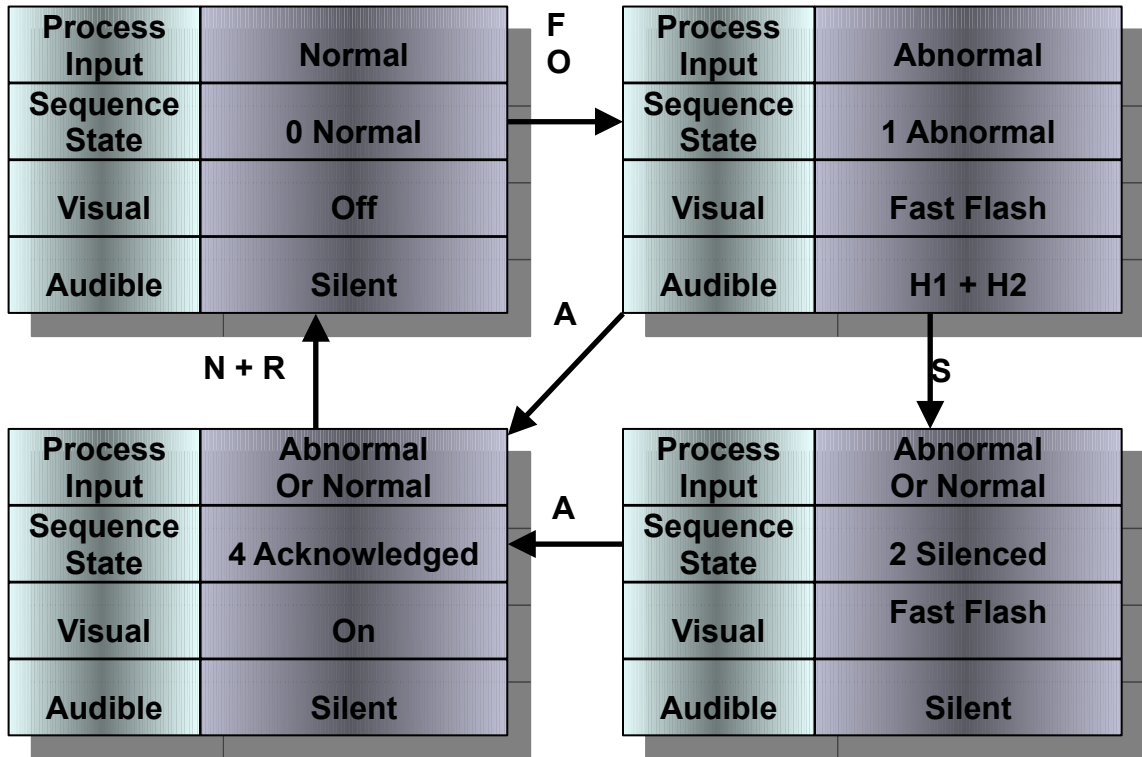 Process
Input
Normal
Sequence
State
0 Normal
Visual
Off
Audible
Silent
F
O
Process
Input
Abnormal
Sequence
State
1 Abnormal
Visual
Fast Flash
Audible
H1 + H2
N + R
A
S
Process
Input
Abnormal
Or Normal
Sequence
State
4 Acknowledged
Visual
On
Audible
Silent
A
Process
Input
Abnormal
Or Normal
Sequence
State
2 Silenced
Visual
Fast Flash
Audible
Silent